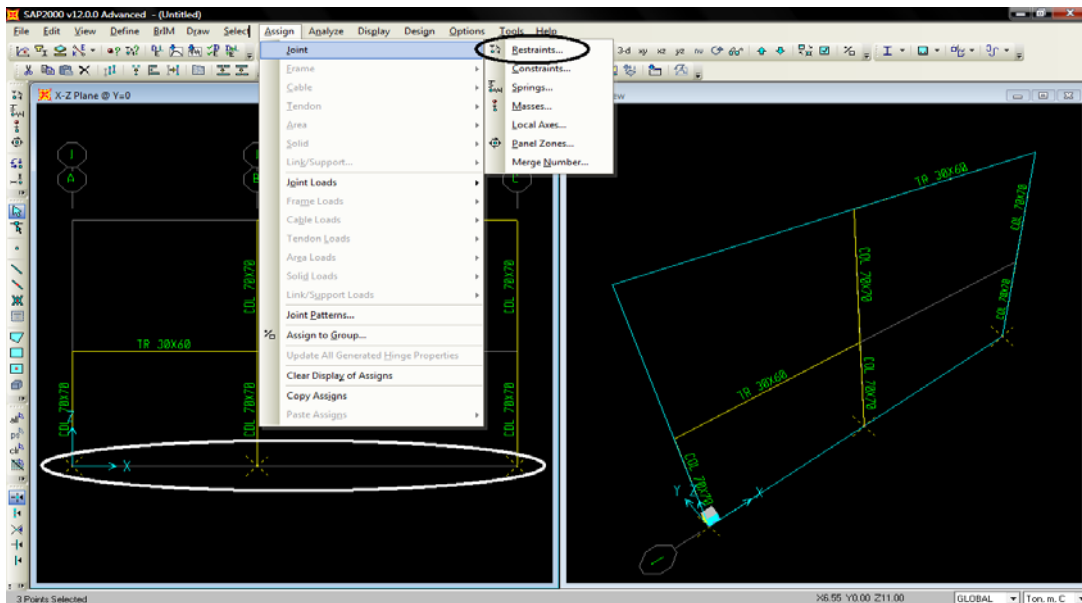 SAP2000 v12.0.0 Advanced - (Untitled)
File Edit View Define BrIM Draw Select Assign Analyze Display Design Options Tools Help
3-d xy xz yz nv
X-Z Plane @ Y=0
Joint
Frame
Cable
Tendon
Area
Solid
Link/Support...
Joint Loads
Frame Loads
Cable Loads
Tendon Loads
Area Loads
Solid Loads
Link/Support Loads
Joint Patterns...
Assign to Group...
Update All Generated Hinge Properties
Clear Display of Assigns
Copy Assigns
Paste Assigns
Restraints...
Constraints...
Springs...
Masses...
Local Axes...
Panel Zones...
Merge Number...
A
B
C
COL 70X70
COL 70X70
TR 30X60
COL 70X70
COL 70X70
COL 70X70
X
TR 30X60
COL 70X70
COL 70X70
COL 70X70
TR 30X60
COL 70X70
COL 70X70
Y
X
3 Points Selected
X6.55 Y0.00 Z11.00
GLOBAL
Ton, m, C